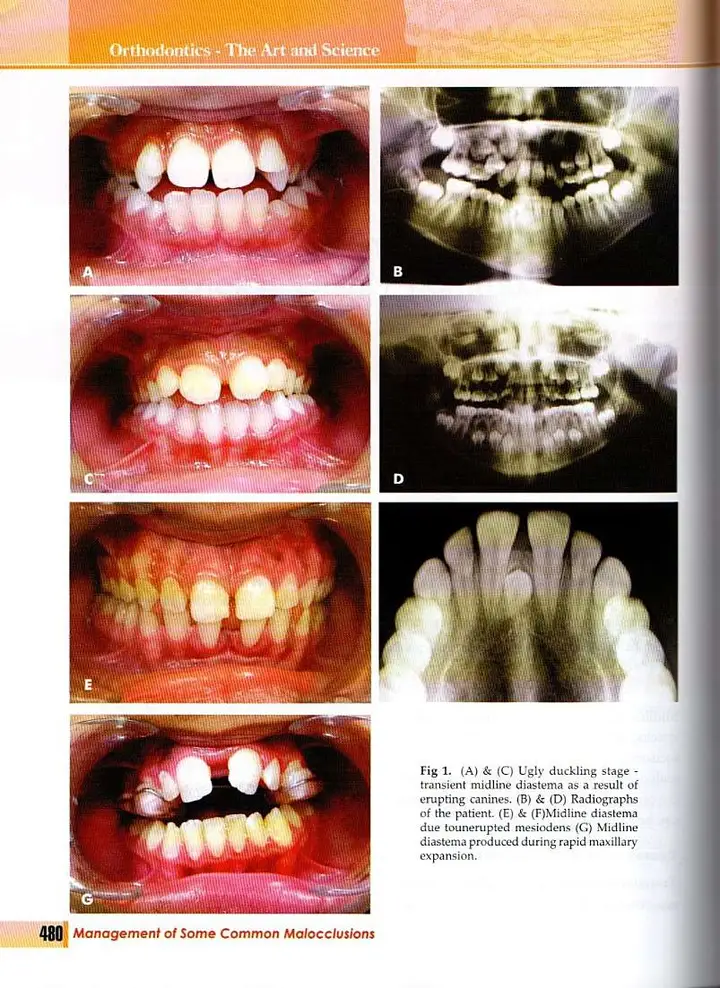 Orthodontics - The Art and Science
A
B
C
D
E
G
Fig 1. (A) & (C) Ugly duckling stage -
transient midline diastema as a result of
erupting canines. (B) & (D) Radiographs
of the patient. (E) & (F)Midline diastema
due tounerupted mesiodens (G) Midline
diastema produced during rapid maxillary
expansion.
480 Management of Some Common Malocclusions